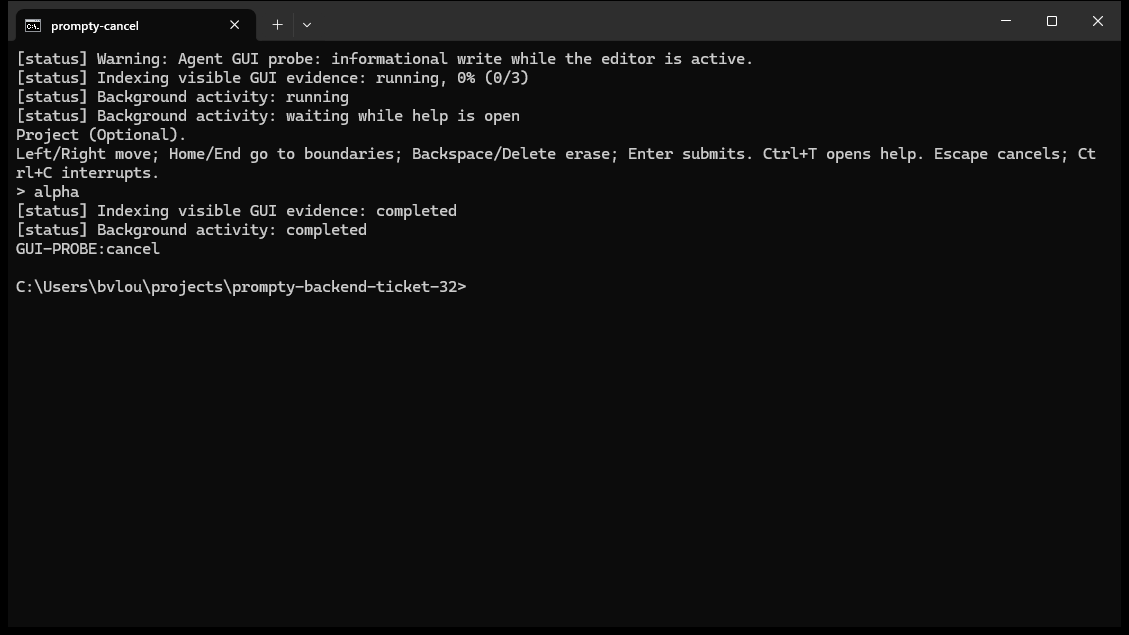 prompty-cancel
[status] Warning: Agent GUI probe: informational write while the editor is active.
[status] Indexing visible GUI evidence: running, 0% (0/3)
[status] Background activity: running
[status] Background activity: waiting while help is open
Project (Optional).
Left/Right move; Home/End go to boundaries; Backspace/Delete erase; Enter submits. Ctrl+T opens help. Escape cancels; Ct
rl+C interrupts.
> alpha
[status] Indexing visible GUI evidence: completed
[status] Background activity: completed
GUI-PROBE:cancel
C:\Users\bvlou\projects\prompty-backend-ticket-32>